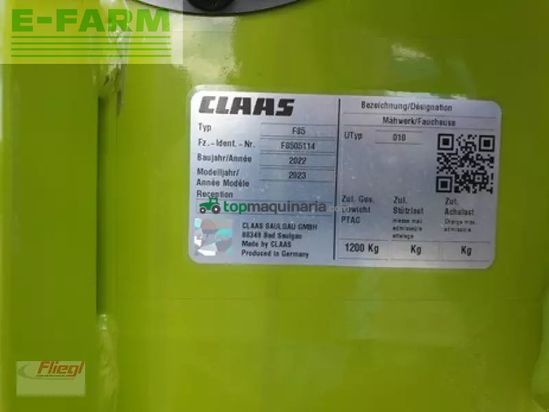 E-FARM
CLAAS
Typ F85
Fz.-Ident.-Nr. F8505114
Baujahr/Année 2022
Modelljahr/
Année Modèle 2023
Reception
topmaquinaria
CLAAS SAULGAU GMBH
88348 Bad Saulgau
Made by CLAAS
Produced in Germany
Bezeichnung/Désignation
Mähwerk/Faucheuse
UTyp 010
Zul. Ges. Zul. Zul.
Gewicht Stützlast Achslast
PTAC
1200 Kg Kg Kg
Fliegl